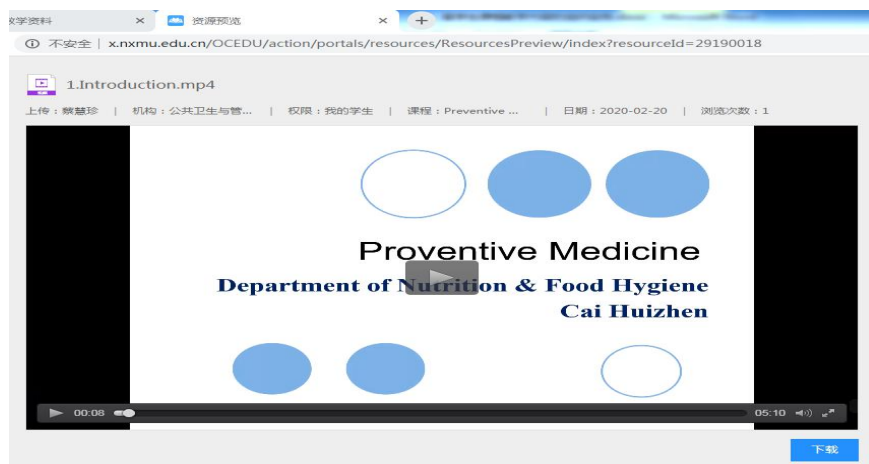 教学资料 × 资源预览 × +
不安全 | x.nxmu.edu.cn/OCEDU/action/portals/resources/ResourcesPreview/index?resourceId=29190018
1.Introduction.mp4
上传：蔡慧珍 | 机构：公共卫生与管... | 权限：我的学生 | 课程：Preventive ... | 日期：2020-02-20 | 浏览次数：1
Proventive Medicine
Department of Nutrition & Food Hygiene
Cai Huizhen
00:08 05:10
下载